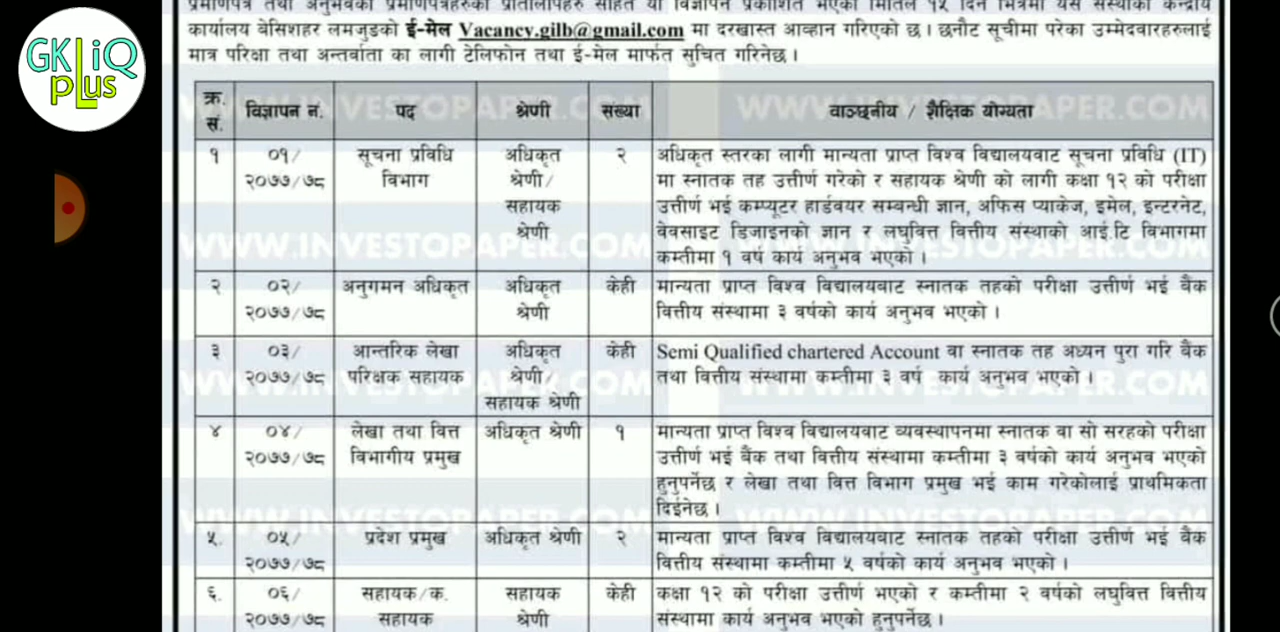 GK IQ
plus
प्रमाणपत्र तथा अनुभवका प्रमाणपत्रहरुको प्रतिलिपिहरु सहित यो विज्ञापन प्रकाशित भएको मितिले १५ दिन भित्रमा यस संस्थाको केन्द्रीय
कार्यालय बेसिशहर लमजुङको ई-मेल Vacancy.gilb@gmail.com मा दरखास्त आव्हान गरिएको छ। छनौट सूचीमा परेका उम्मेदवारहरुलाई
मात्र परिक्षा तथा अन्तर्वाता का लागी टेलिफोन तथा ई-मेल मार्फत सुचित गरिनेछ।
क्र. सं. विज्ञापन न. पद श्रेणी संख्या वाञ्छनीय / शैक्षिक योग्यता
१ ०१/ सूचना प्रविधि अधिकृत २ अधिकृत स्तरका लागी मान्यता प्राप्त विश्व विद्यालयबाट सूचना प्रविधि (IT)
२०७७/७८ विभाग श्रेणी/ मा स्नातक तह उत्तीर्ण गरेको र सहायक श्रेणी को लागी कक्षा १२ को परीक्षा
सहायक उत्तीर्ण भई कम्प्यूटर हार्डवयर सम्बन्धी ज्ञान, अफिस प्याकेज, इमेल, इन्टरनेट,
श्रेणी वेवसाइट डिजाइनको ज्ञान र लघुवित्त वित्तीय संस्थाको आई.टि विभागमा
कम्तीमा १ वर्ष कार्य अनुभव भएको।
२ ०२/ अनुगमन अधिकृत अधिकृत केही मान्यता प्राप्त विश्व विद्यालयबाट स्नातक तहको परीक्षा उत्तीर्ण भई बैंक
२०७७/७८ श्रेणी वित्तीय संस्थामा ३ वर्षको कार्य अनुभव भएको।
३ ०३/ आन्तरिक लेखा अधिकृत केही Semi Qualified chartered Account वा स्नातक तह अध्यन पुरा गरि बैंक
२०७७/७८ परिक्षक सहायक श्रेणी/ तथा वित्तीय संस्थामा कम्तीमा ३ वर्ष कार्य अनुभव भएको।
सहायक श्रेणी
४ ०४/ लेखा तथा वित्त अधिकृत श्रेणी १ मान्यता प्राप्त विश्व विद्यालयबाट व्यवस्थापनमा स्नातक वा सो सरहको परीक्षा
२०७७/७८ विभागीय प्रमुख उत्तीर्ण भई बैंक तथा वित्तीय संस्थामा कम्तीमा ३ वर्षको कार्य अनुभव भएको
हुनुपर्नेछ र लेखा तथा वित्त विभाग प्रमुख भई काम गरेकोलाई प्राथमिकता
दिईनेछ।
५. ०५/ प्रदेश प्रमुख अधिकृत श्रेणी २ मान्यता प्राप्त विश्व विद्यालयबाट स्नातक तहको परीक्षा उत्तीर्ण भई बैंक
२०७७/७८ वित्तीय संस्थामा कम्तीमा ५ वर्षको कार्य अनुभव भएको।
६. ०६/ सहायक/क. सहायक केही कक्षा १२ को परीक्षा उत्तीर्ण भएको र कम्तीमा २ वर्षको लघुवित्त वित्तीय
२०७७/७८ सहायक श्रेणी संस्थामा कार्य अनुभव भएको हुनुपर्नेछ।
WWW.INVESTOPAPER.COM